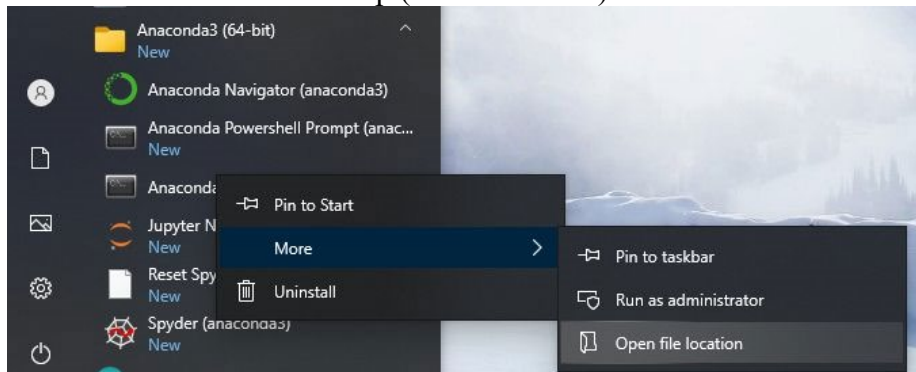 Anaconda3 (64-bit)
New
Anaconda Navigator (anaconda3)
Anaconda Powershell Prompt (anac...
New
Anaconda
Jupyter N
New
Reset Spy
New
Spyder (anaconda3)
New
Pin to Start
More
Uninstall
Pin to taskbar
Run as administrator
Open file location